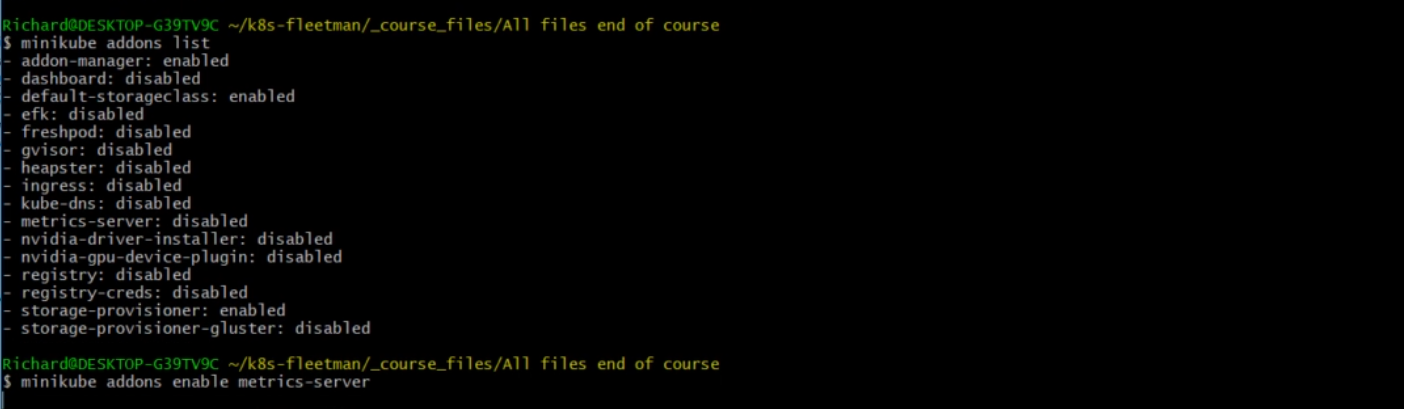 Richard@DESKTOP-G39TV9C ~/k8s-fleetman/_course_files/All files end of course
$ minikube addons list
- addon-manager: enabled
- dashboard: disabled
- default-storageclass: enabled
- efk: disabled
- freshpod: disabled
- gvisor: disabled
- heapster: disabled
- ingress: disabled
- kube-dns: disabled
- metrics-server: disabled
- nvidia-driver-installer: disabled
- nvidia-gpu-device-plugin: disabled
- registry: disabled
- registry-creds: disabled
- storage-provisioner: enabled
- storage-provisioner-gluster: disabled
Richard@DESKTOP-G39TV9C ~/k8s-fleetman/_course_files/All files end of course
$ minikube addons enable metrics-server